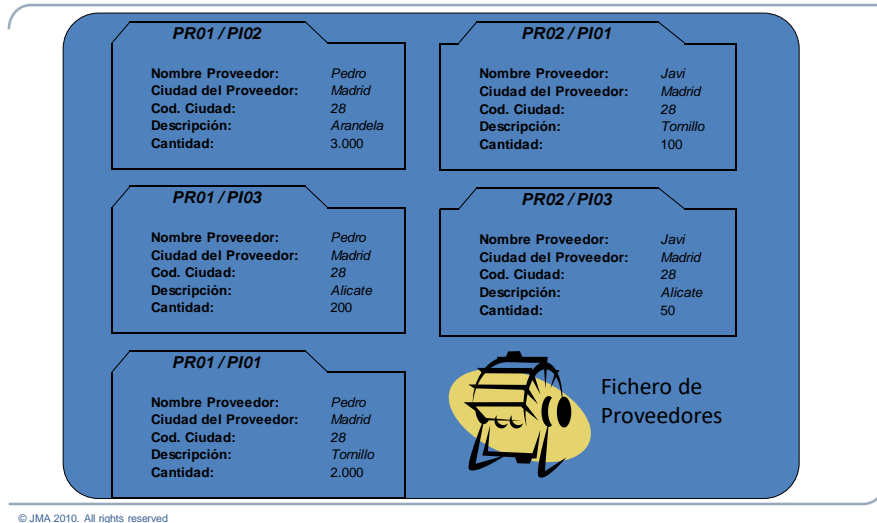 PR01 / PI02
Nombre Proveedor: Pedro
Ciudad del Proveedor: Madrid
Cod. Ciudad: 28
Descripción: Arandela
Cantidad: 3.000
PR02 / PI01
Nombre Proveedor: Javi
Ciudad del Proveedor: Madrid
Cod. Ciudad: 28
Descripción: Tornillo
Cantidad: 100
PR01 / PI03
Nombre Proveedor: Pedro
Ciudad del Proveedor: Madrid
Cod. Ciudad: 28
Descripción: Alicate
Cantidad: 200
PR02 / PI03
Nombre Proveedor: Javi
Ciudad del Proveedor: Madrid
Cod. Ciudad: 28
Descripción: Alicate
Cantidad: 50
PR01 / PI01
Nombre Proveedor: Pedro
Ciudad del Proveedor: Madrid
Cod. Ciudad: 28
Descripción: Tornillo
Cantidad: 2.000
Fichero de
Proveedores
© JMA 2010. All rights reserved